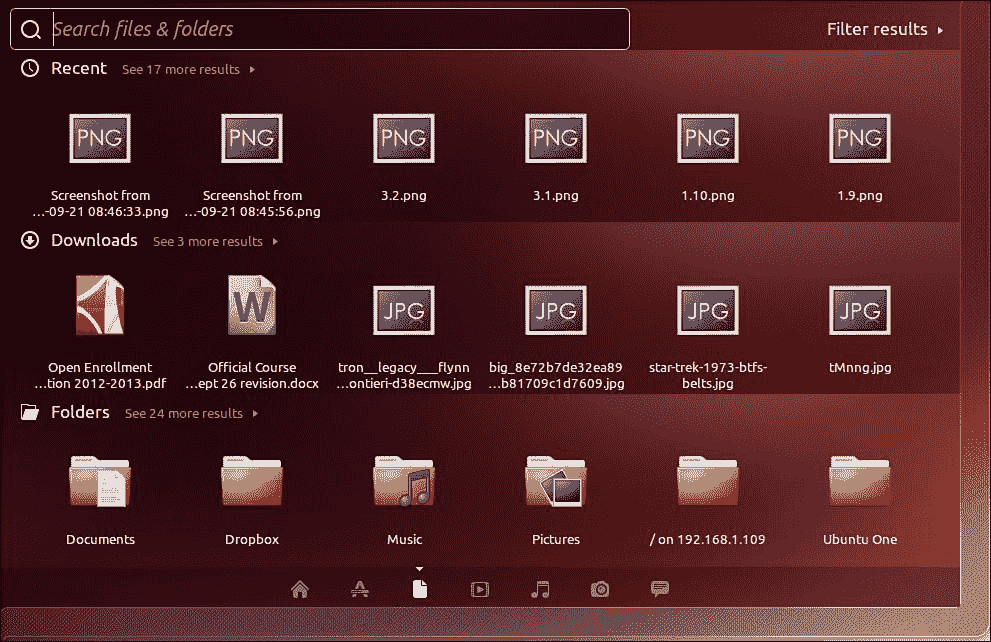 Search files & folders
Filter results
Recent See 17 more results
PNG PNG PNG PNG PNG PNG
Screenshot from Screenshot from 3.2.png 3.1.png 1.10.png 1.9.png
...-09-21 08:46:33.png ...-09-21 08:45:56.png
Downloads See 3 more results
W JPG JPG JPG JPG
Open Enrollment Official Course tron__legacy___flynn big_8e72b7de32ea89 star-trek-1973-btfs- tMnng.jpg
...tion 2012-2013.pdf ...ept 26 revision.docx ...ontieri-d38ecmw.jpg ...b81709c1d7609.jpg belts.jpg
Folders See 24 more results
Documents Dropbox Music Pictures / on 192.168.1.109 Ubuntu One